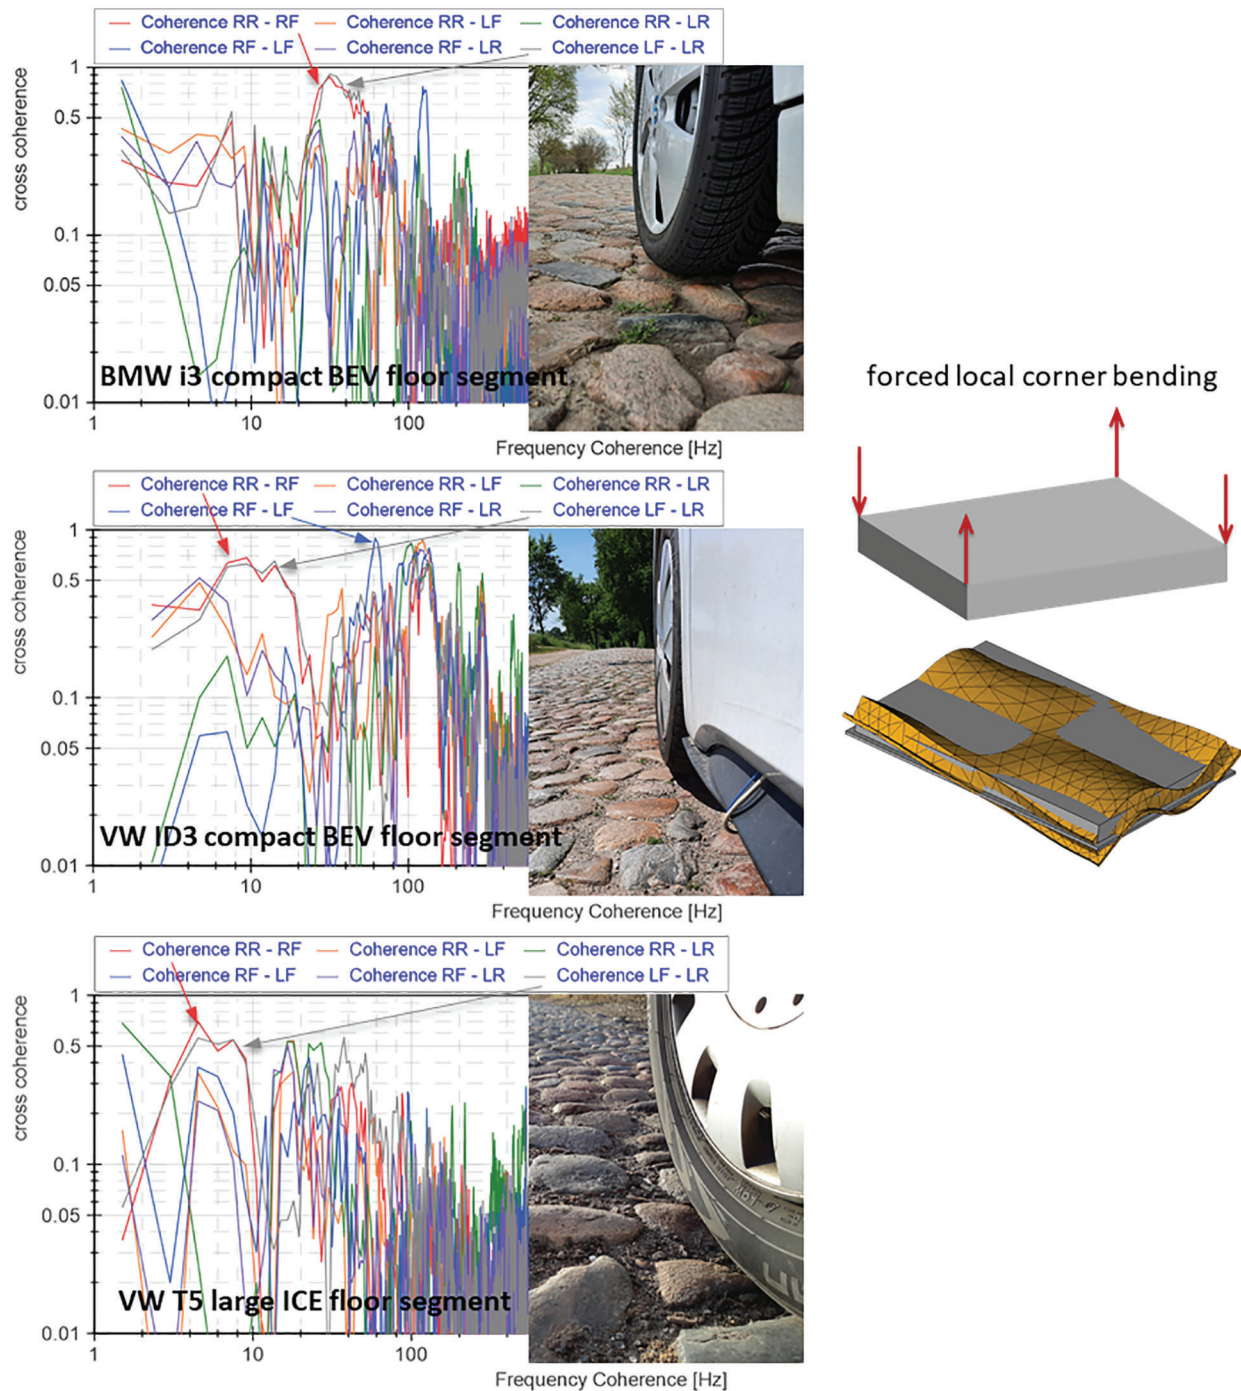 Coherence RR - RF Coherence RR - LF Coherence RR - LR
Coherence RF - LF Coherence RF - LR Coherence LF - LR
cross coherence
1
0.5
0.1
0.05
0.01
BMW i3 compact BEV floor segment
1 10 100
Frequency Coherence [Hz]
Coherence RR - RF Coherence RR - LF Coherence RR - LR
Coherence RF - LF Coherence RF - LR Coherence LF - LR
cross coherence
1
0.5
0.1
0.05
0.01
VW ID3 compact BEV floor segment
1 10 100
Frequency Coherence [Hz]
Coherence RR - RF Coherence RR - LF Coherence RR - LR
Coherence RF - LF Coherence RF - LR Coherence LF - LR
cross coherence
1
0.5
0.1
0.05
0.01
VW T5 large ICE floor segment
1 10 100
Frequency Coherence [Hz]
forced local corner bending